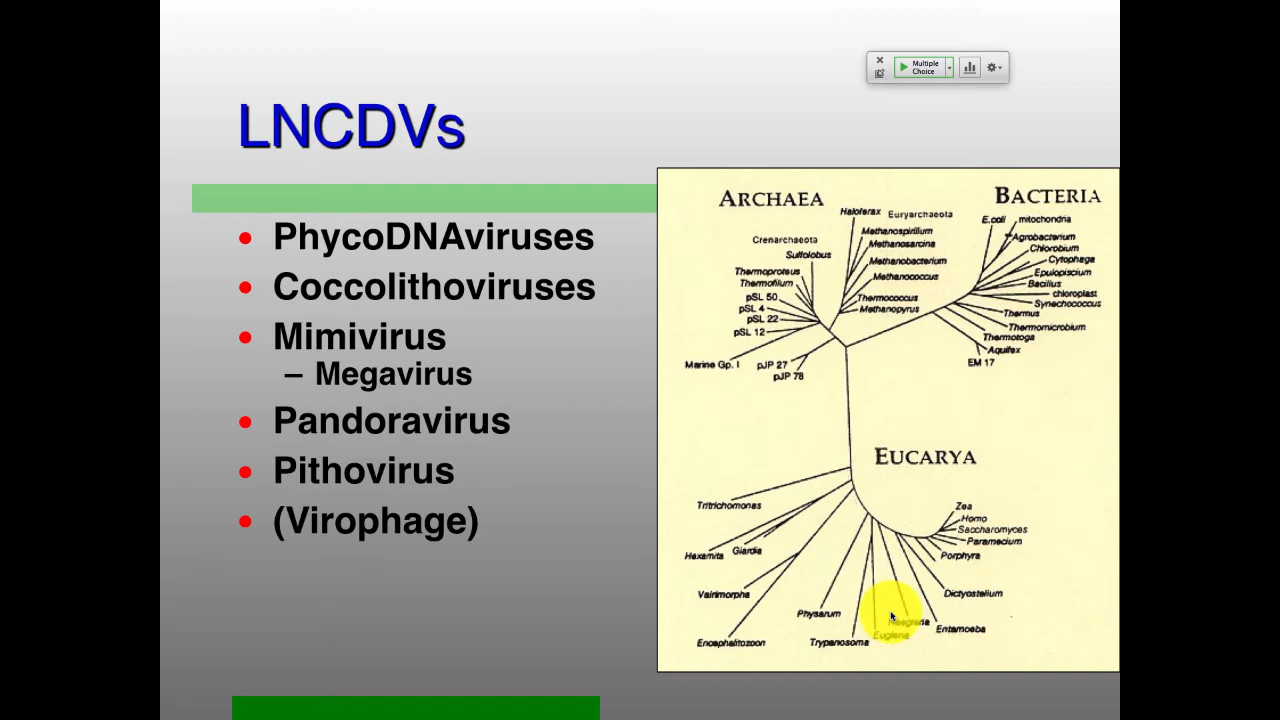 Multiple
Choice
LNCDVs
• PhycoDNAviruses
• Coccolithoviruses
• Mimivirus
– Megavirus
• Pandoravirus
• Pithovirus
• (Virophage)
ARCHAEA
BACTERIA
Haloferax
Euryarchaeota
Methanospirillum
Methanosarcina
Crenarchaeota
Sulfolobus
Methanobacterium
Thermoproteus
Methanococcus
Thermofilum
pSL 50
Thermococcus
pSL 4
Methanopyrus
pSL 22
pSL 12
Marine Gp. I
pJP 27
pJP 78
E.coli
mitochondria
Agrobacterium
Chlorobium
Cytophaga
Epulopiscium
Bacillus
chloroplast
Synechococcus
Thermus
Thermomicrobium
Thermotoga
Aquifex
EM 17
EUCARYA
Tritrichomonas
Zea
Homo
Saccharomyces
Paramecium
Hexamita
Giardia
Porphyra
Vairimorpha
Dictyostelium
Physarum
Naegleria
Entamoeba
Encephalitozoon
Trypanosoma
Euglena